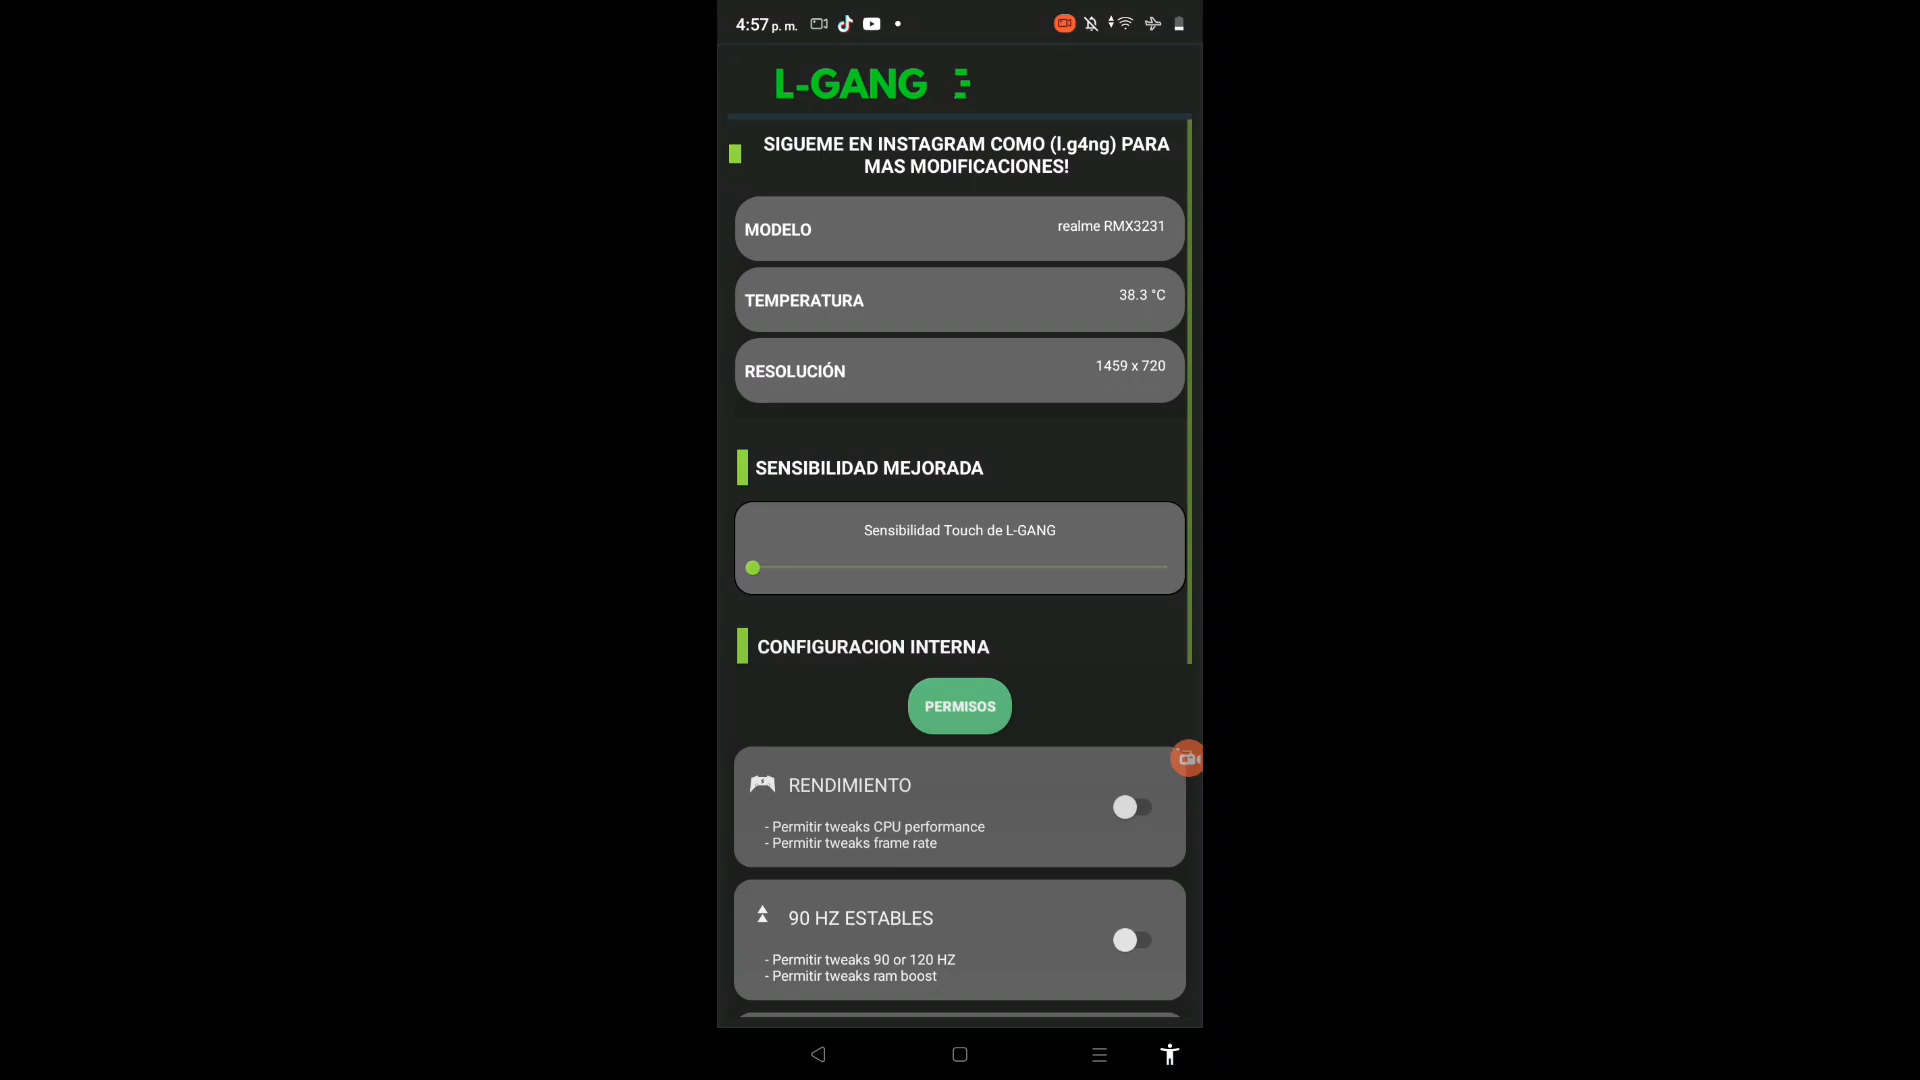 4:57 p. m.
L-GANG
SIGUEME EN INSTAGRAM COMO (l.g4ng) PARA
MAS MODIFICACIONES!
MODELO
realme RMX3231
TEMPERATURA
38.3 °C
RESOLUCIÓN
1459 x 720
SENSIBILIDAD MEJORADA
Sensibilidad Touch de L-GANG
CONFIGURACION INTERNA
PERMISOS
RENDIMIENTO
- Permitir tweaks CPU performance
- Permitir tweaks frame rate
90 HZ ESTABLES
- Permitir tweaks 90 or 120 HZ
- Permitir tweaks ram boost